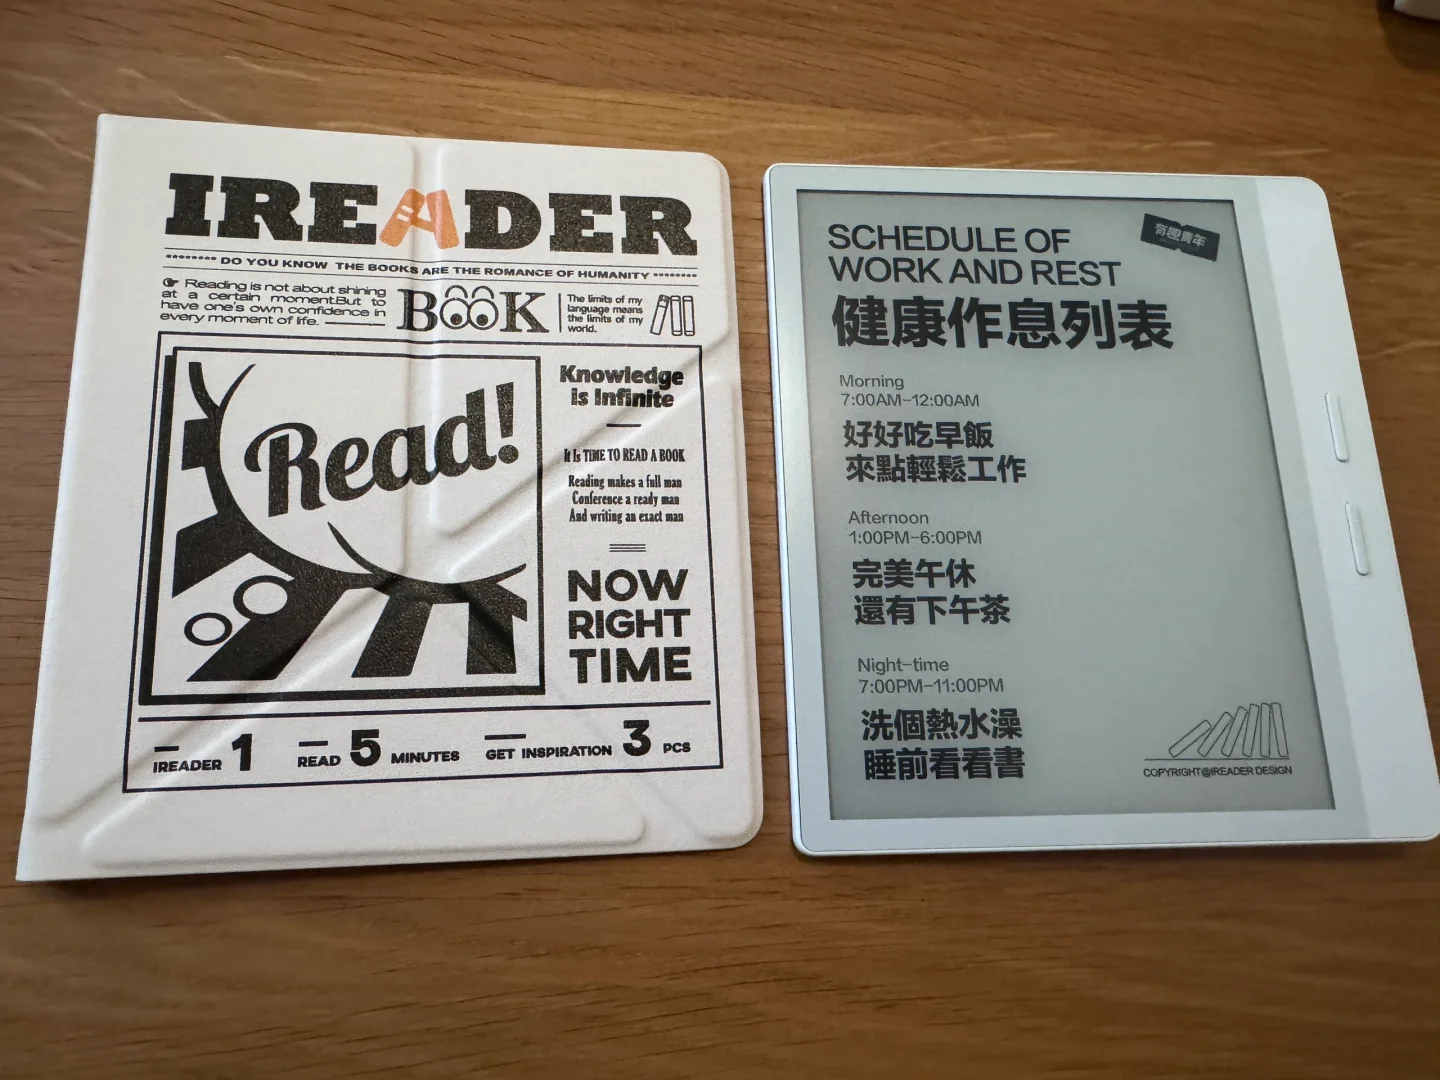 IREADER
DO YOU KNOW THE BOOKS ARE THE ROMANCE OF HUMANITY
Reading is not about shining
at a certain moment.But to
have one's own confidence in
every moment of life.
BOOK
The limits of my
language means
the limits of my
world.
Read!
Knowledge
is Infinite
It Is TIME TO READ A BOOK
Reading makes a full man
Conference a ready man
And writing an exact man
NOW
RIGHT
TIME
IREADER 1
READ 5 MINUTES
GET INSPIRATION 3 PCS
SCHEDULE OF
WORK AND REST
有趣青年
健康作息列表
Morning
7:00AM-12:00AM
好好吃早飯
來點輕鬆工作
Afternoon
1:00PM-6:00PM
完美午休
還有下午茶
Night-time
7:00PM-11:00PM
洗個熱水澡
睡前看看書
COPYRIGHT@IREADER DESIGN